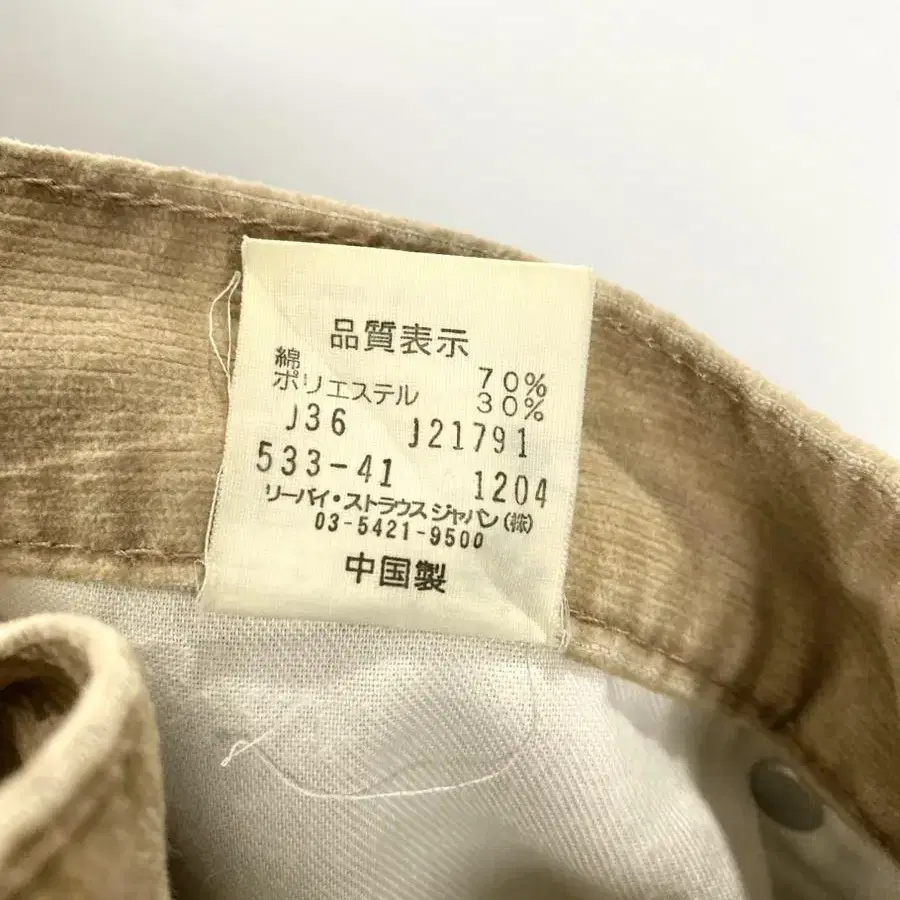 品質表示
綿 70%
ポリエステル 30%
J36 J21791
533-41 1204
リーバイ・ストラウス ジャパン(株)
03-5421-9500
中国製